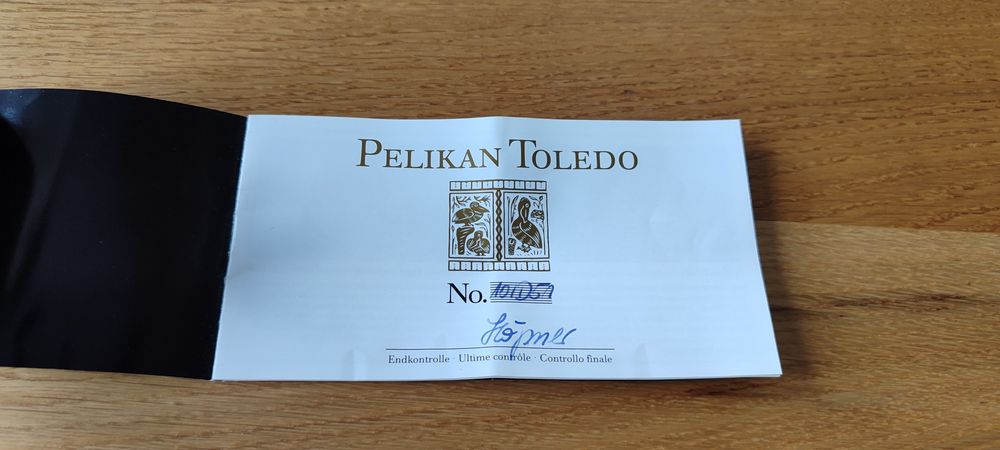 PELIKAN TOLEDO
No.
Endkontrolle · Ultime contrôle · Controllo finale